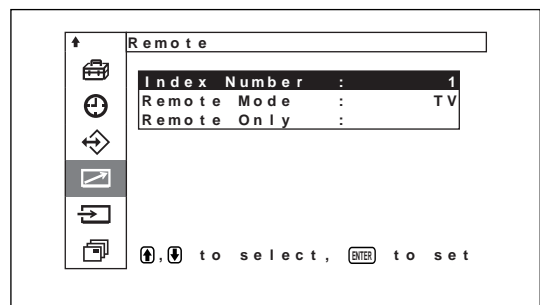 Remote
Index Number : 1
Remote Mode : TV
Remote Only :
, to select, ENTER to set